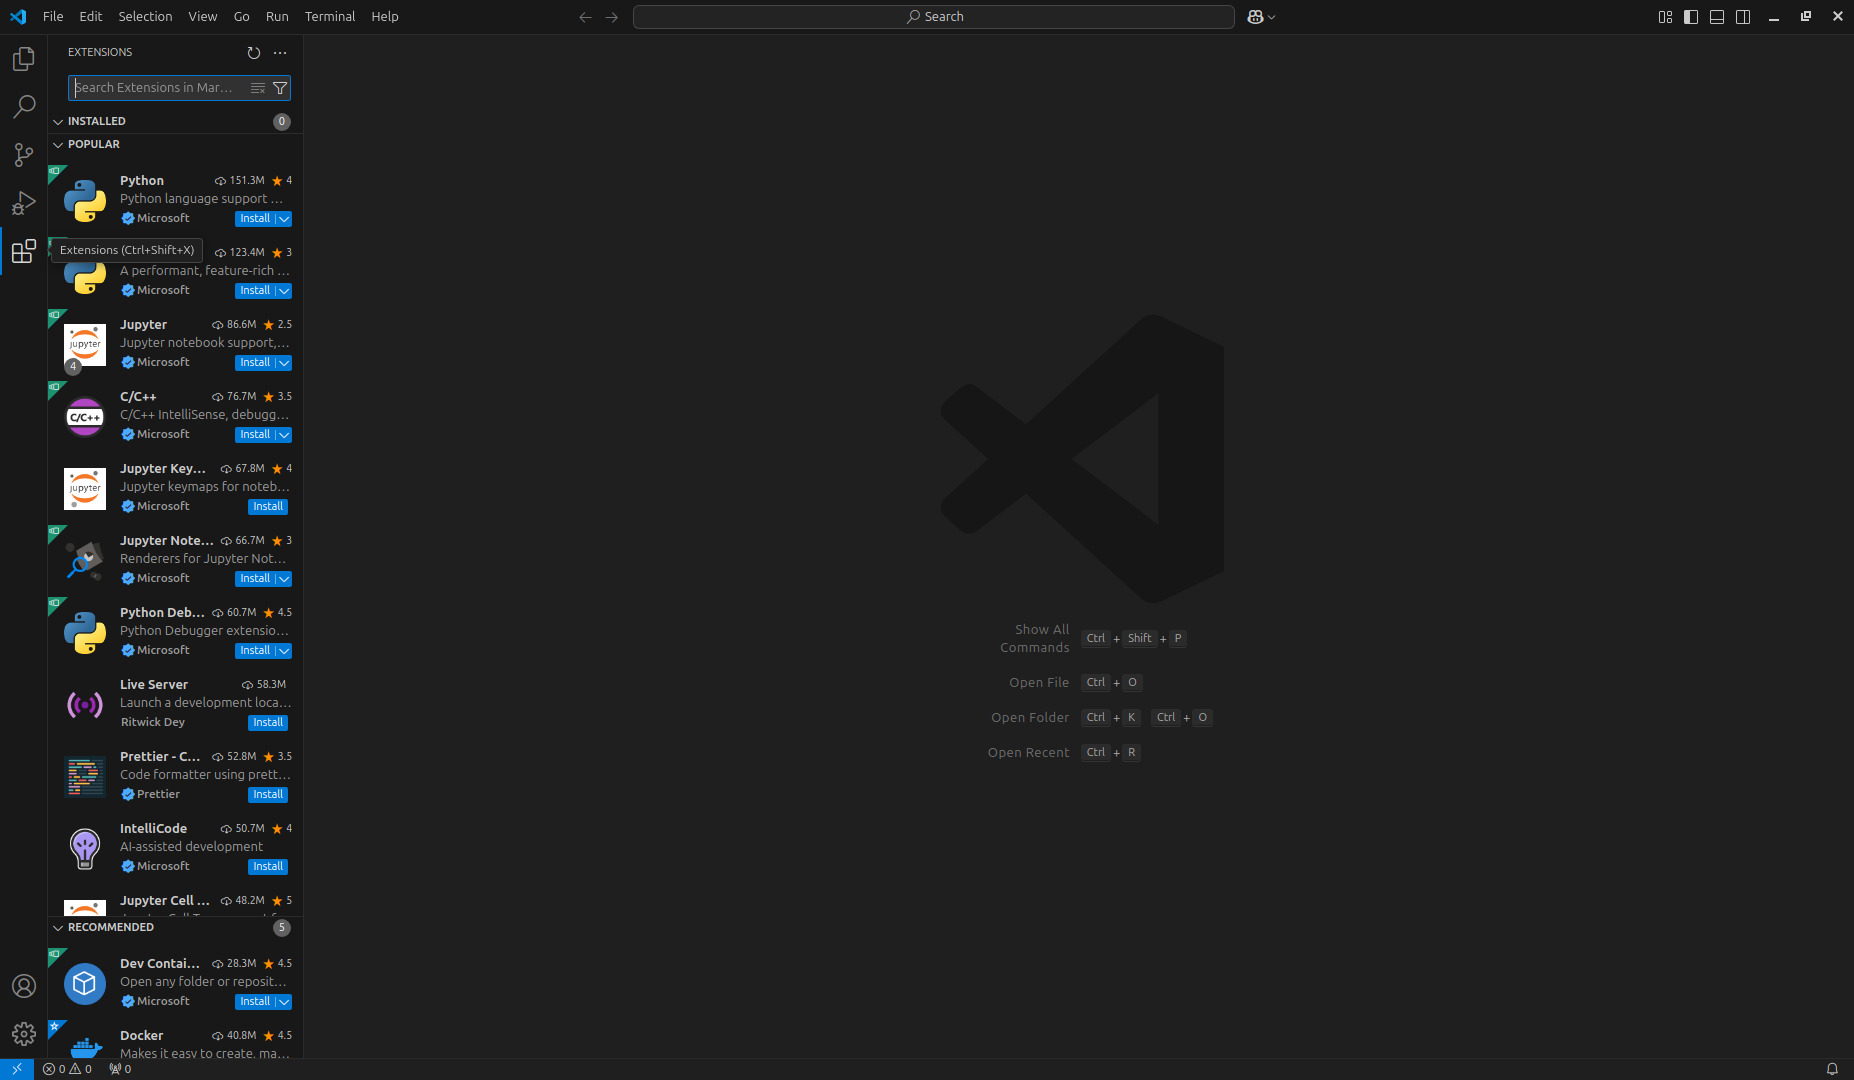 File Edit Selection View Go Run Terminal Help
Search
EXTENSIONS
Search Extensions in Mar…
INSTALLED 0
POPULAR
Python 151.3M 4
Python language support …
Microsoft Install
Extensions (Ctrl+Shift+X) 123.4M 3
A performant, feature-rich …
Microsoft Install
Jupyter 86.6M 2.5
Jupyter notebook support,…
Microsoft Install
jupyter
4
C/C++ 76.7M 3.5
C/C++ IntelliSense, debugg…
Microsoft Install
C/C++
Jupyter Key… 67.8M 4
Jupyter keymaps for noteb…
Microsoft Install
jupyter
Jupyter Note… 66.7M 3
Renderers for Jupyter Not…
Microsoft Install
Python Deb… 60.7M 4.5
Python Debugger extensio…
Microsoft Install
Live Server 58.3M
Launch a development loca…
Ritwick Dey Install
Prettier - C… 52.8M 3.5
Code formatter using prett…
Prettier Install
IntelliCode 50.7M 4
AI-assisted development
Microsoft Install
Jupyter Cell … 48.2M 5
RECOMMENDED 5
Dev Contai… 28.3M 4.5
Open any folder or reposit…
Microsoft Install
Docker 40.8M 4.5
Makes it easy to create, ma…
Show All Commands Ctrl + Shift + P
Open File Ctrl + O
Open Folder Ctrl + K Ctrl + O
Open Recent Ctrl + R
0 0 0